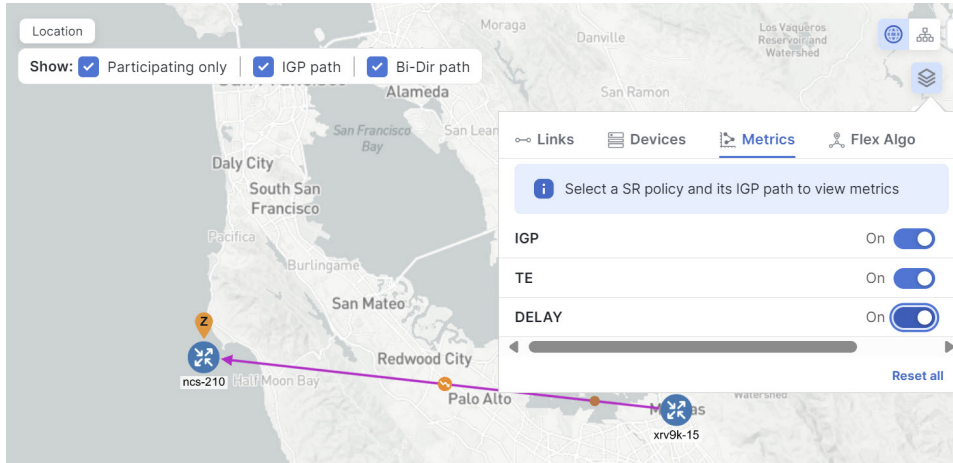 Location
Show: Participating only IGP path Bi-Dir path
Moraga
Danville
Los Vaqueros
Reservoir and
Watershed
Alameda
San Ramon
San Francisco
Bay
San Lean
Daly City
South San
Francisco
Pacifica
Burlingame
San Mateo
Redwood City
Half Moon Bay
Palo Alto
Z
ncs-210
xrv9k-15
Watershed
Links Devices Metrics Flex Algo
Select a SR policy and its IGP path to view metrics
IGP On
TE On
DELAY On
Reset all